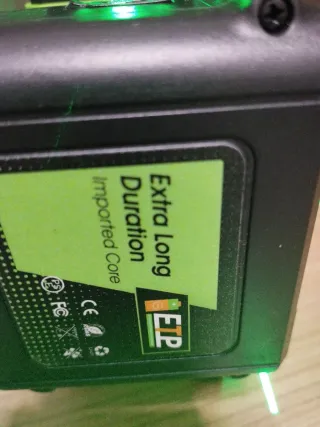 Extra Long
Duration
Imported Core
ETP
CE
FC